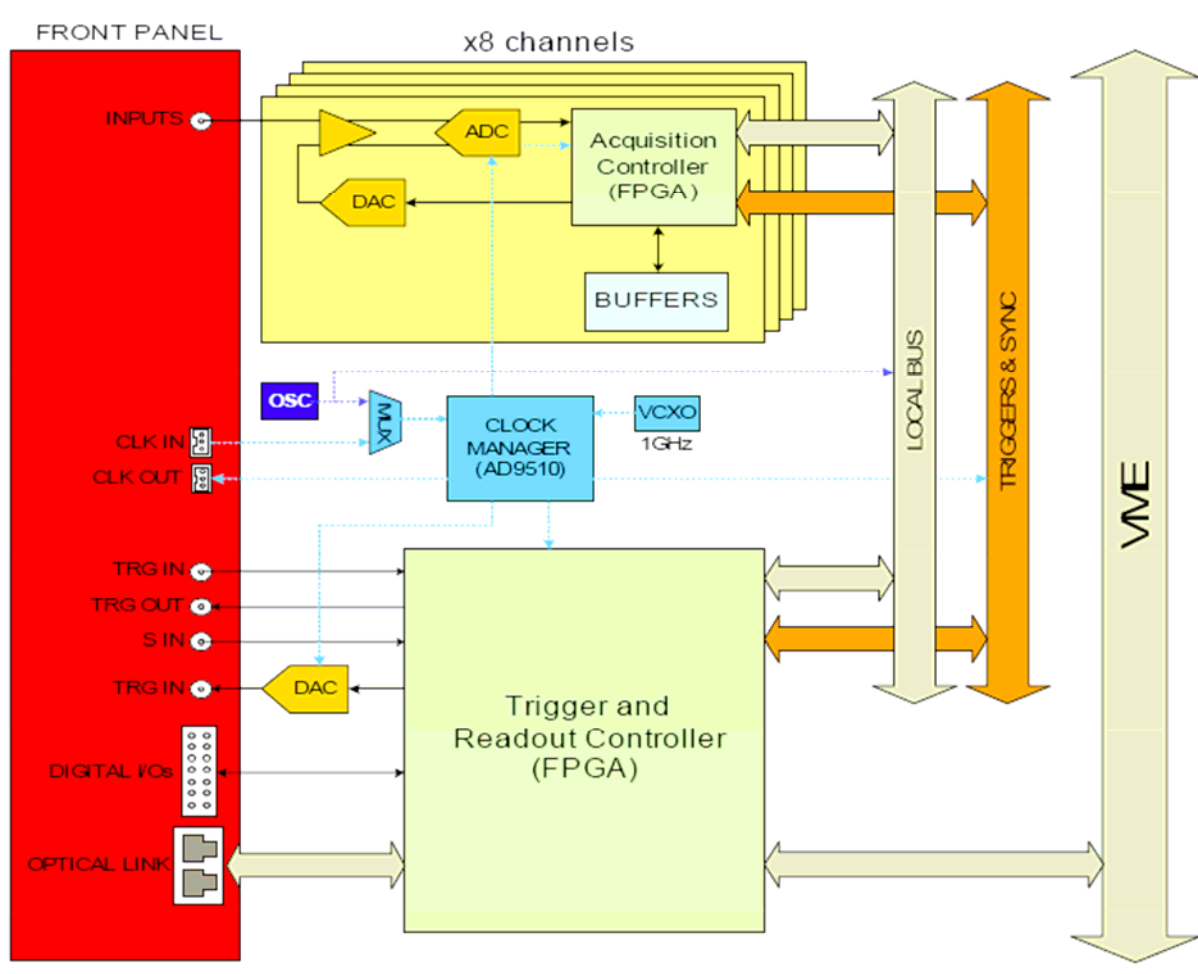 FRONT PANEL
x8 channels
INPUTS
ADC
Acquisition
Controller
(FPGA)
DAC
BUFFERS
OSC
MUX
CLOCK
MANAGER
(AD9510)
VCXO
1GHz
CLK IN
CLK OUT
LOCAL BUS
TRIGGERS & SYNC
VME
TRG IN
TRG OUT
S IN
TRG IN
DAC
Trigger and
Readout Controller
(FPGA)
DIGITAL I/Os
OPTICAL LINK